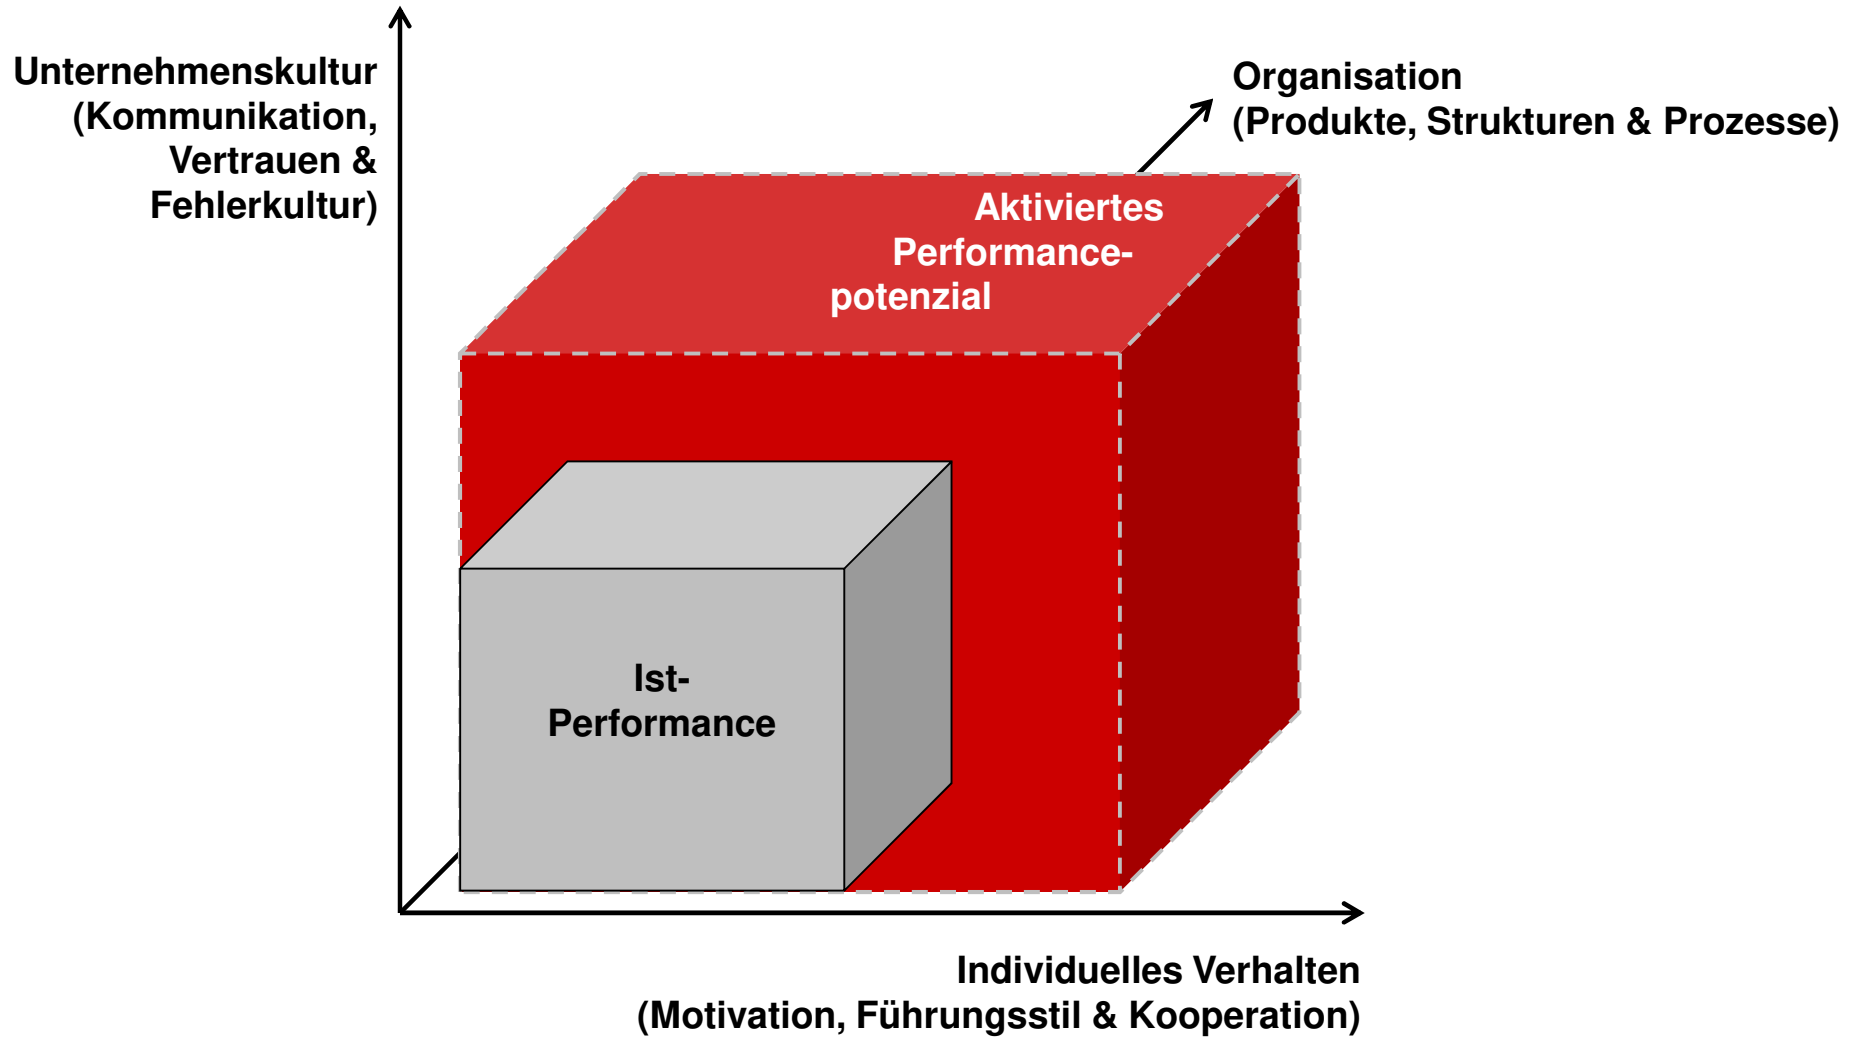 Unternehmenskultur
(Kommunikation,
Vertrauen &
Fehlerkultur)
Organisation
(Produkte, Strukturen & Prozesse)
Aktiviertes
Performance-
potenzial
Ist-
Performance
Individuelles Verhalten
(Motivation, Führungsstil & Kooperation)